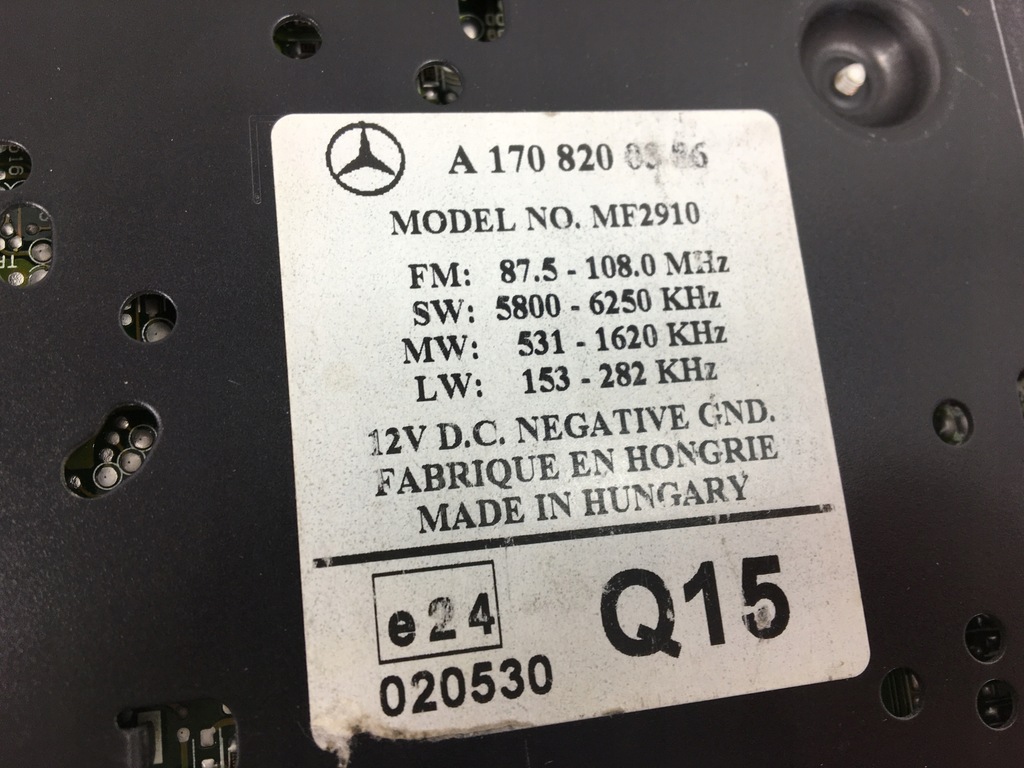 A 170 820
MODEL NO. MF2910
FM: 87.5 - 108.0 MHz
SW: 5800 - 6250 KHz
MW: 531 - 1620 KHz
LW: 153 - 282 KHz
12V D.C. NEGATIVE GND.
FABRIQUE EN HONGRIE
MADE IN HUNGARY
e24
Q15
020530